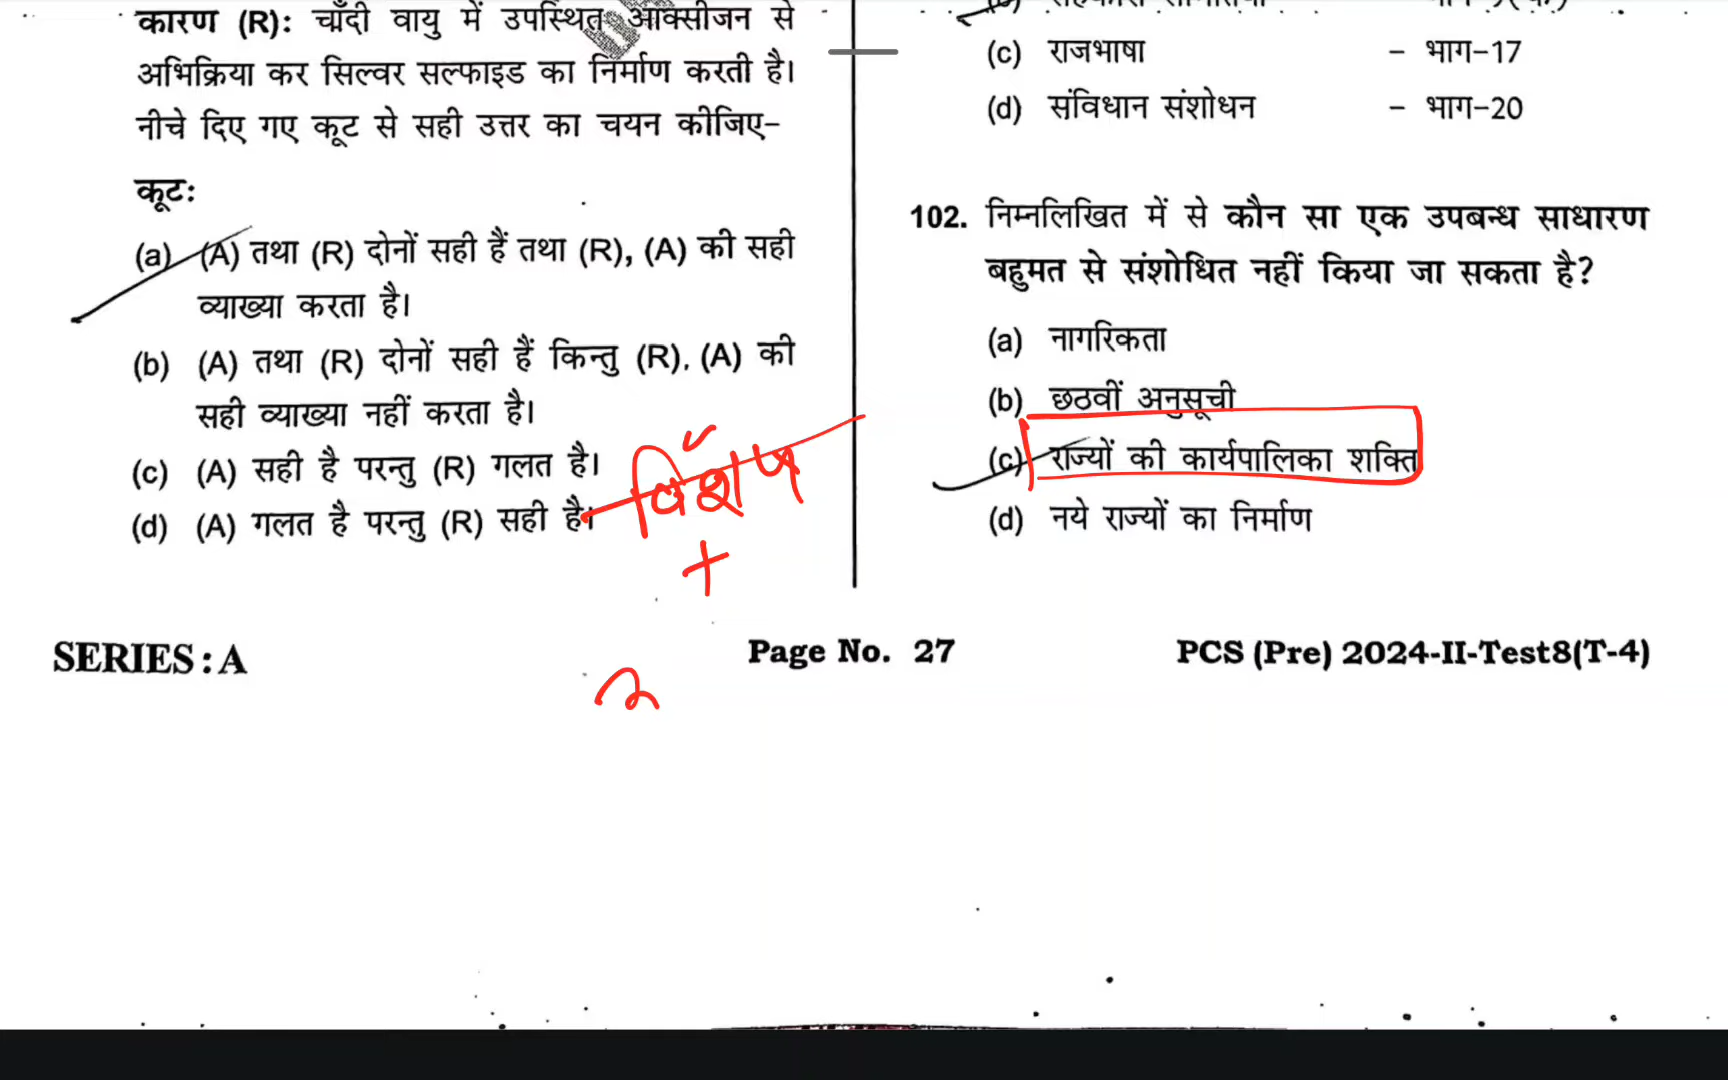 कारण (R): चाँदी वायु में उपस्थित आक्सीजन से
अभिक्रिया कर सिल्वर सल्फाइड का निर्माण करती है।
नीचे दिए गए कूट से सही उत्तर का चयन कीजिए-
कूट:
(a) (A) तथा (R) दोनों सही हैं तथा (R), (A) की सही
व्याख्या करता है।
(b) (A) तथा (R) दोनों सही हैं किन्तु (R). (A) की
सही व्याख्या नहीं करता है।
(c) (A) सही है परन्तु (R) गलत है।
(d) (A) गलत है परन्तु (R) सही है।
विशेष
+
(c) राजभाषा - भाग-17
(d) संविधान संशोधन - भाग-20
102. निम्नलिखित में से कौन सा एक उपबन्ध साधारण
बहुमत से संशोधित नहीं किया जा सकता है?
(a) नागरिकता
(b) छठवीं अनुसूची
(c) राज्यों की कार्यपालिका शक्ति
(d) नये राज्यों का निर्माण
SERIES : A
Page No. 27
PCS (Pre) 2024-II-Test8(T-4)